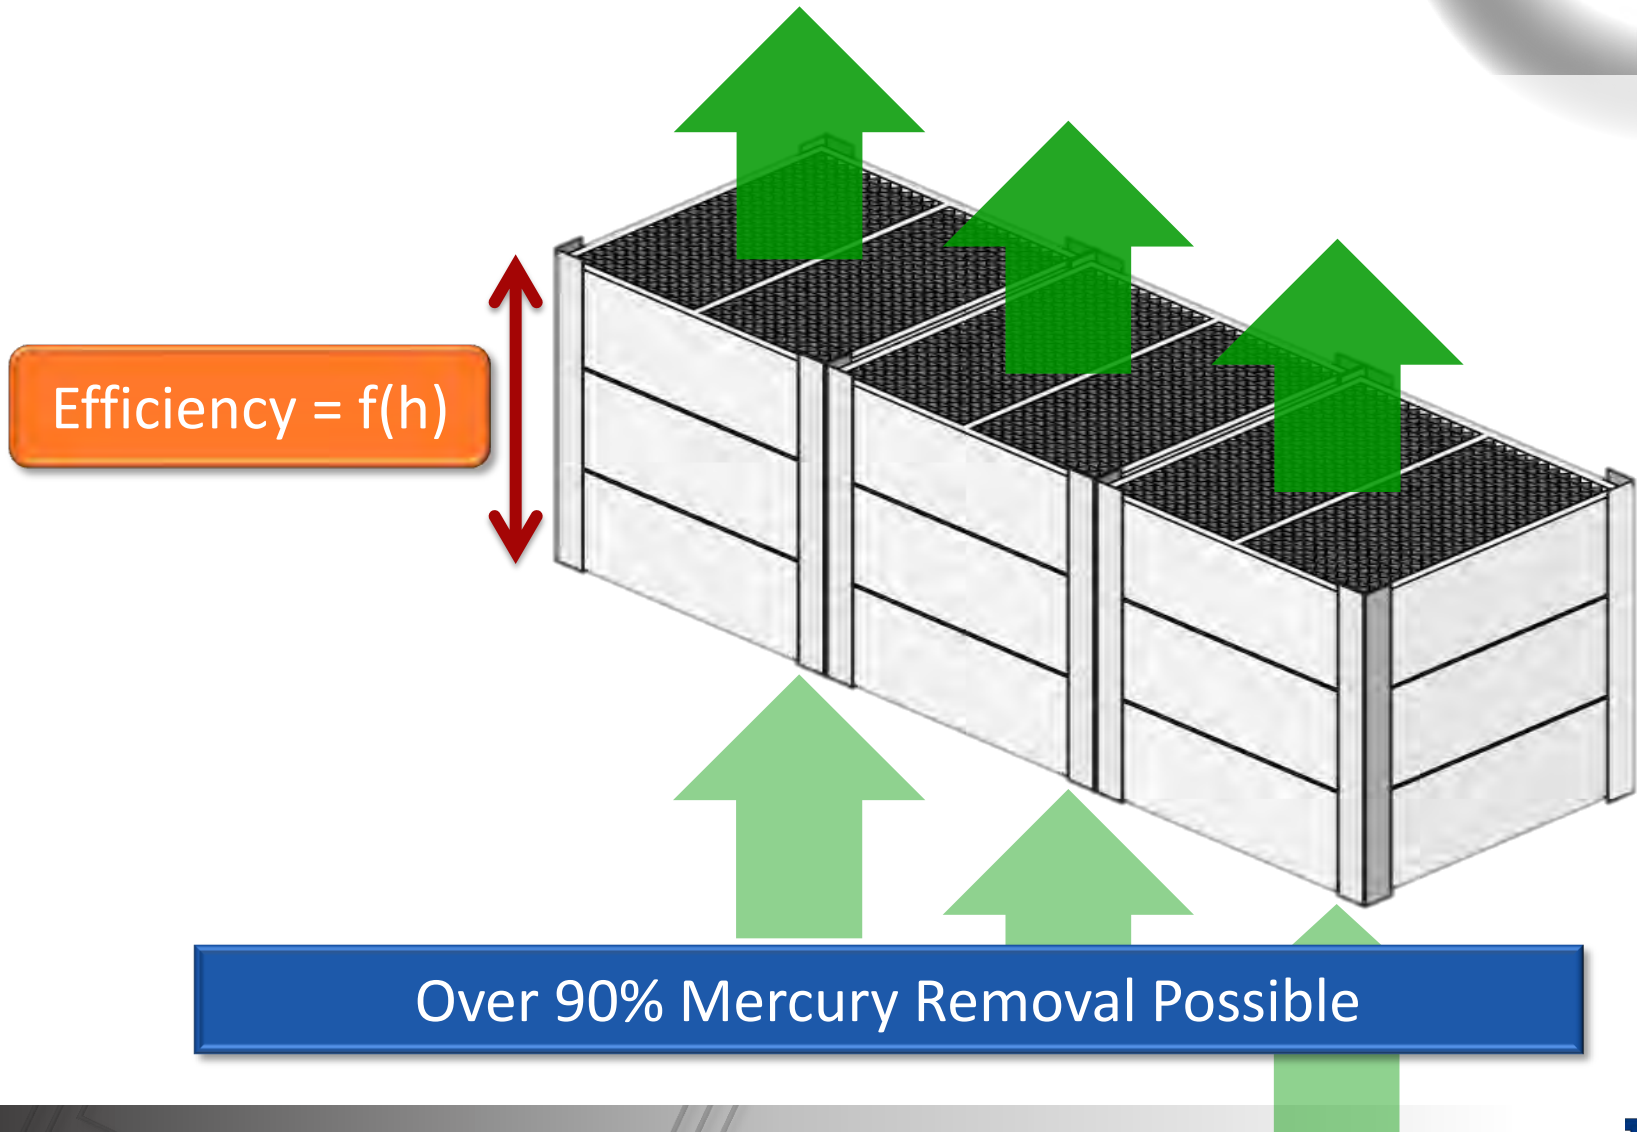 Efficiency = f(h)
Over 90% Mercury Removal Possible